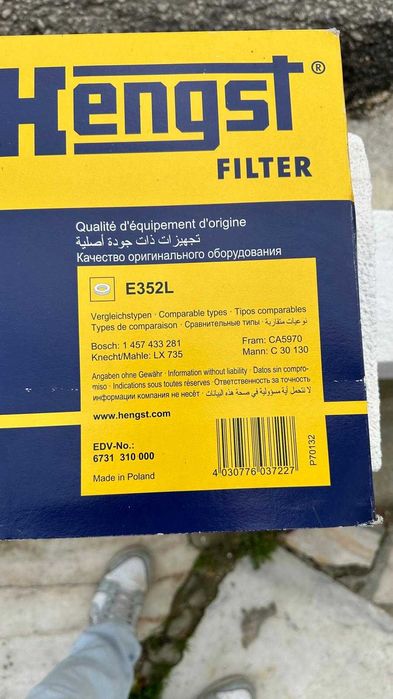 Hengst®
FILTER
Qualité d'équipement d'origine
تجهيزات ذات جودة أصلية
Качество оригинального оборудования
E352L
Vergleichstypen · Comparable types · Tipos comparables
Types de comparaison · Сравнительные типы · نوعيات متقاربة
Bosch: 1 457 433 281
Knecht/Mahle: LX 735
Fram: CA5970
Mann: C 30 130
Angaben ohne Gewähr · Information without liability · Datos sin compro-
miso · Indications sous toutes réserves · Ответственность за точность
информации компания не несёт · لا نتحمل أية مسؤولية في صحة هذه البيانات
www.hengst.com
EDV-No.:
6731 310 000
Made in Poland
4 030776 037227
P70132